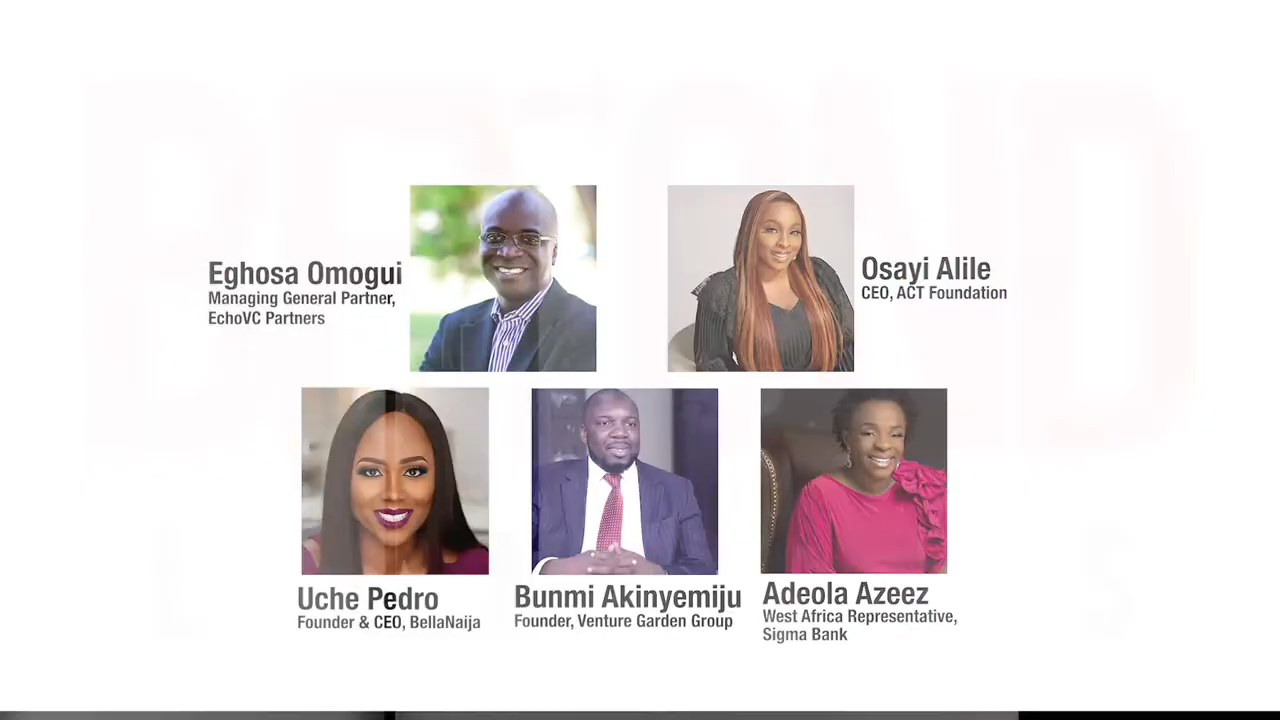 Eghosa Omogui
Managing General Partner,
EchoVC Partners
Osayi Alile
CEO, ACT Foundation
Uche Pedro
Founder & CEO, BellaNaija
Bunmi Akinyemiju
Founder, Venture Garden Group
Adeola Azeez
West Africa Representative,
Sigma Bank